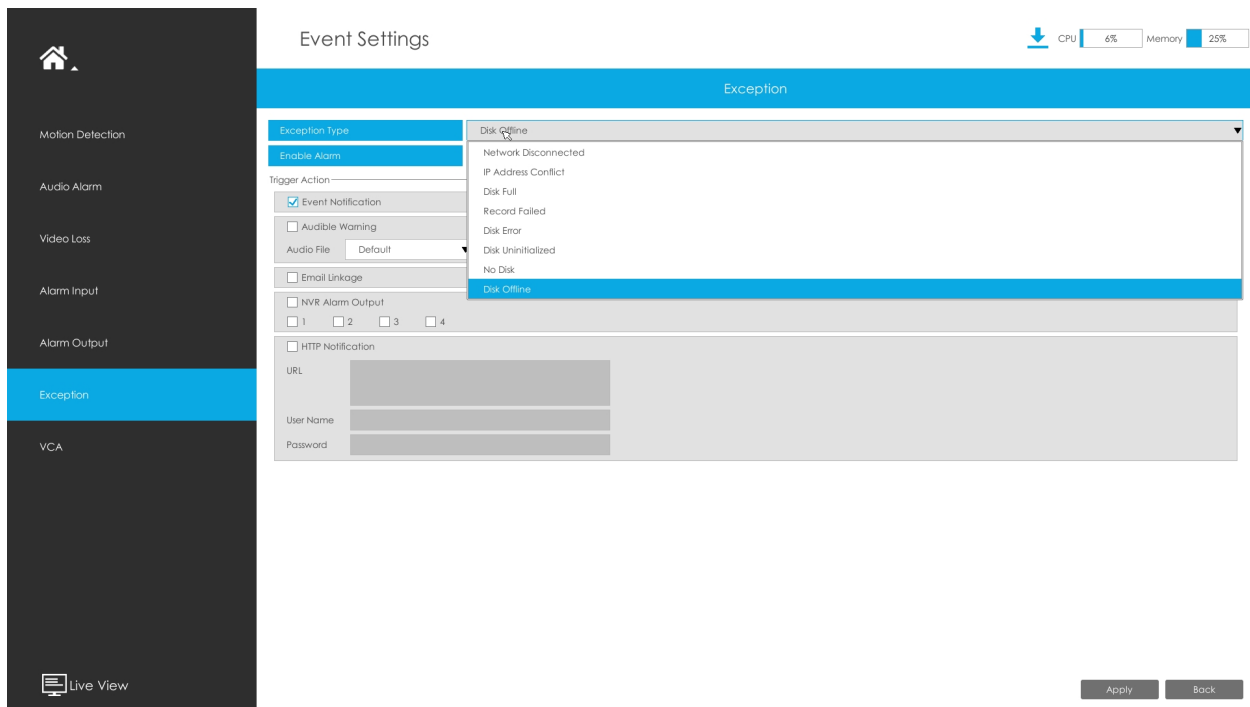 Event Settings
CPU 6% Memory 25%
Exception
Motion Detection
Audio Alarm
Video Loss
Alarm Input
Alarm Output
Exception
VCA
Live View
Exception Type Disk Offline
Network Disconnected
IP Address Conflict
Disk Full
Record Failed
Disk Error
Disk Uninitialized
No Disk
Disk Offline
Enable Alarm
Trigger Action
Event Notification
Audible Warning
Audio File Default
Email Linkage
NVR Alarm Output
1 2 3 4
HTTP Notification
URL
User Name
Password
Apply Back